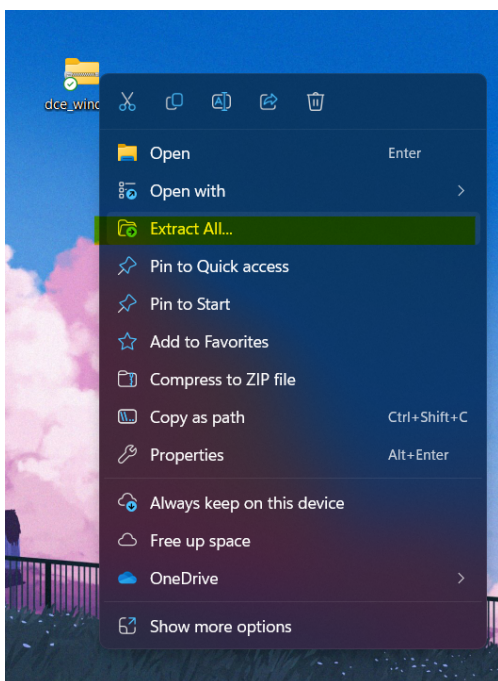 dce_wind
Open Enter
Open with
Extract All...
Pin to Quick access
Pin to Start
Add to Favorites
Compress to ZIP file
Copy as path Ctrl+Shift+C
Properties Alt+Enter
Always keep on this device
Free up space
OneDrive
Show more options